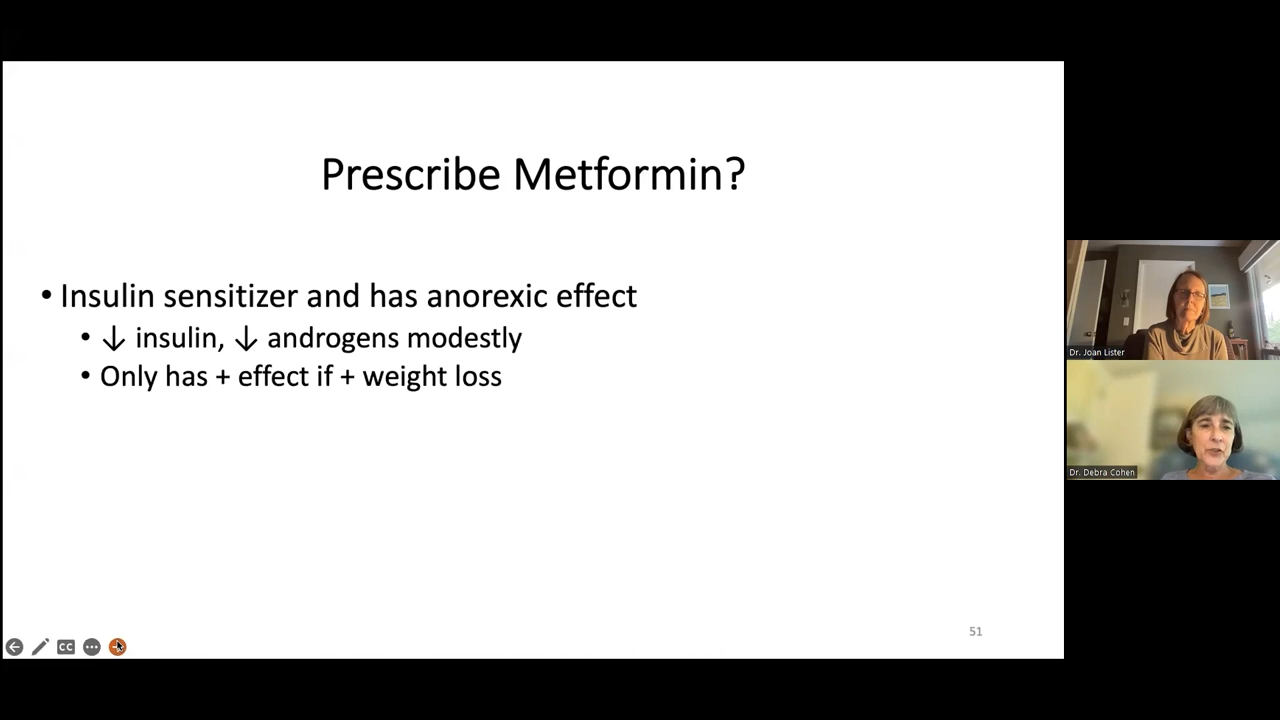 Prescribe Metformin?
• Insulin sensitizer and has anorexic effect
• ↓ insulin, ↓ androgens modestly
• Only has + effect if + weight loss
Dr. Joan Lister
Dr. Debra Cohen
51
CC